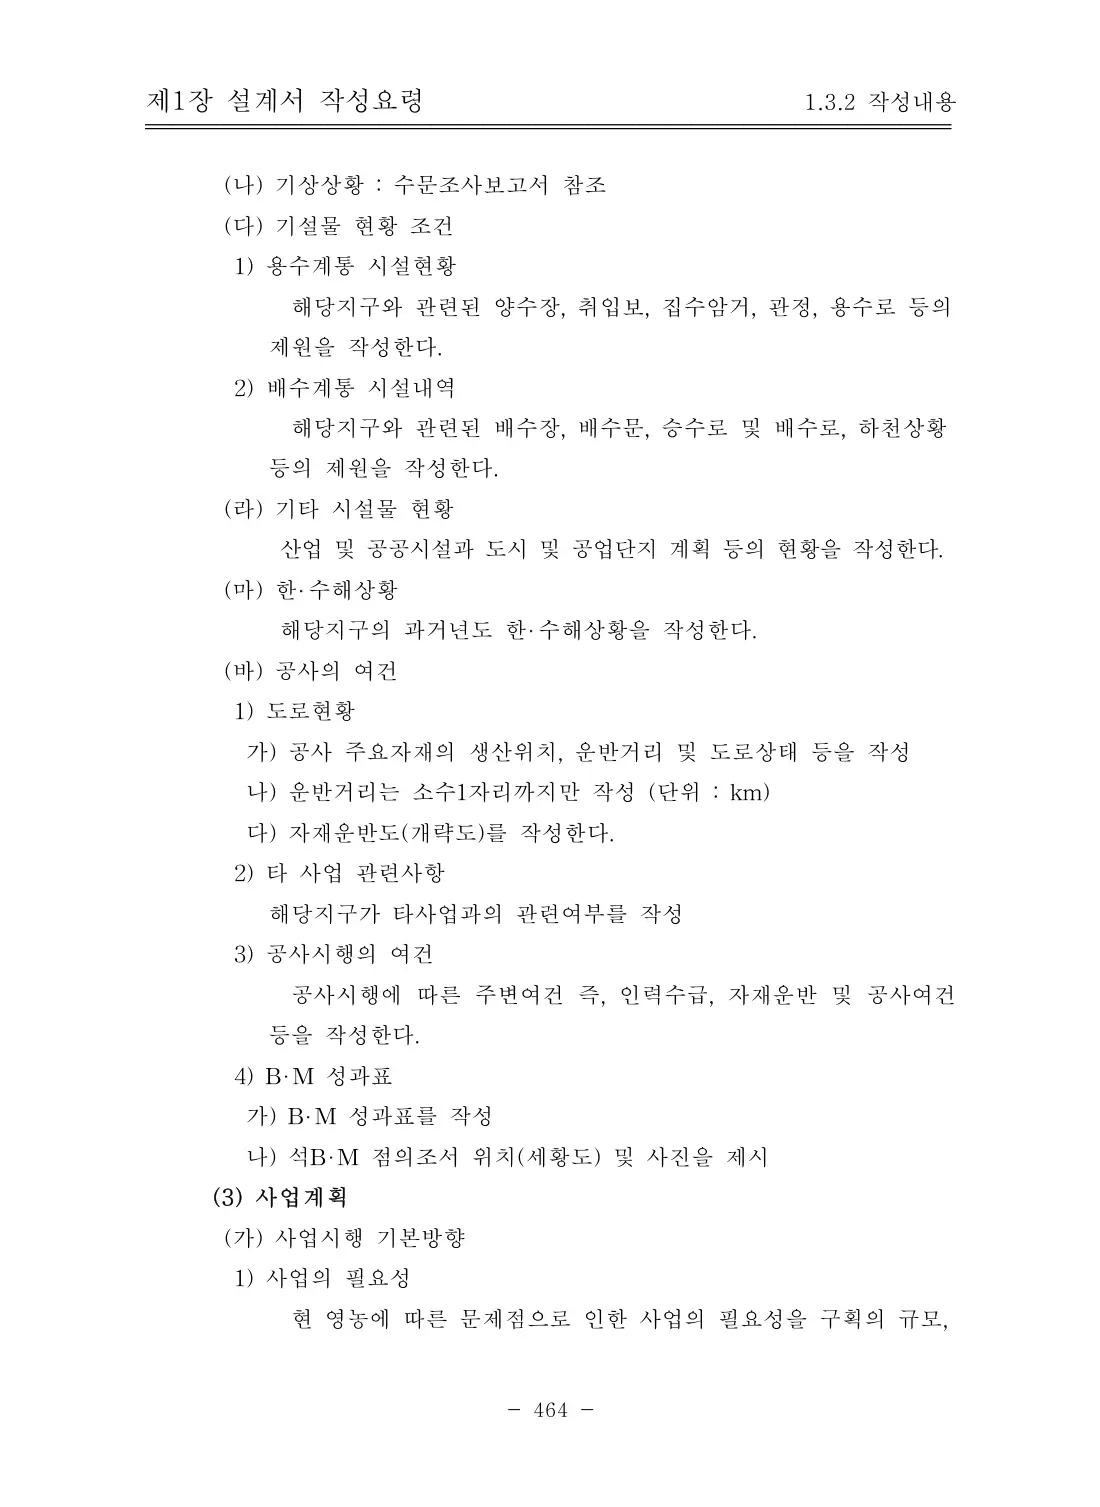 제1장 설계서 작성요령
1.3.2 작성내용
(나) 기상상황 : 수문조사보고서 참조
(다) 기설물 현황 조건
1) 용수계통 시설현황
해당지구와 관련된 양수장, 취입보, 집수암거, 관정, 용수로 등의
제원을 작성한다.
2) 배수계통 시설내역
해당지구와 관련된 배수장, 배수문, 승수로 및 배수로, 하천상황
등의 제원을 작성한다.
(라) 기타 시설물 현황
산업 및 공공시설과 도시 및 공업단지 계획 등의 현황을 작성한다.
(마) 한·수해상황
해당지구의 과거년도 한·수해상황을 작성한다.
(바) 공사의 여건
1) 도로현황
가) 공사 주요자재의 생산위치, 운반거리 및 도로상태 등을 작성
나) 운반거리는 소수1자리까지만 작성 (단위 : km)
다) 자재운반도(개략도)를 작성한다.
2) 타 사업 관련사항
해당지구가 타사업과의 관련여부를 작성
3) 공사시행의 여건
공사시행에 따른 주변여건 즉, 인력수급, 자재운반 및 공사여건
등을 작성한다.
4) B·M 성과표
가) B·M 성과표를 작성
나) 석B·M 점의조서 위치(세황도) 및 사진을 제시
(3) 사업계획
(가) 사업시행 기본방향
1) 사업의 필요성
현 영농에 따른 문제점으로 인한 사업의 필요성을 구획의 규모,
- 464 -